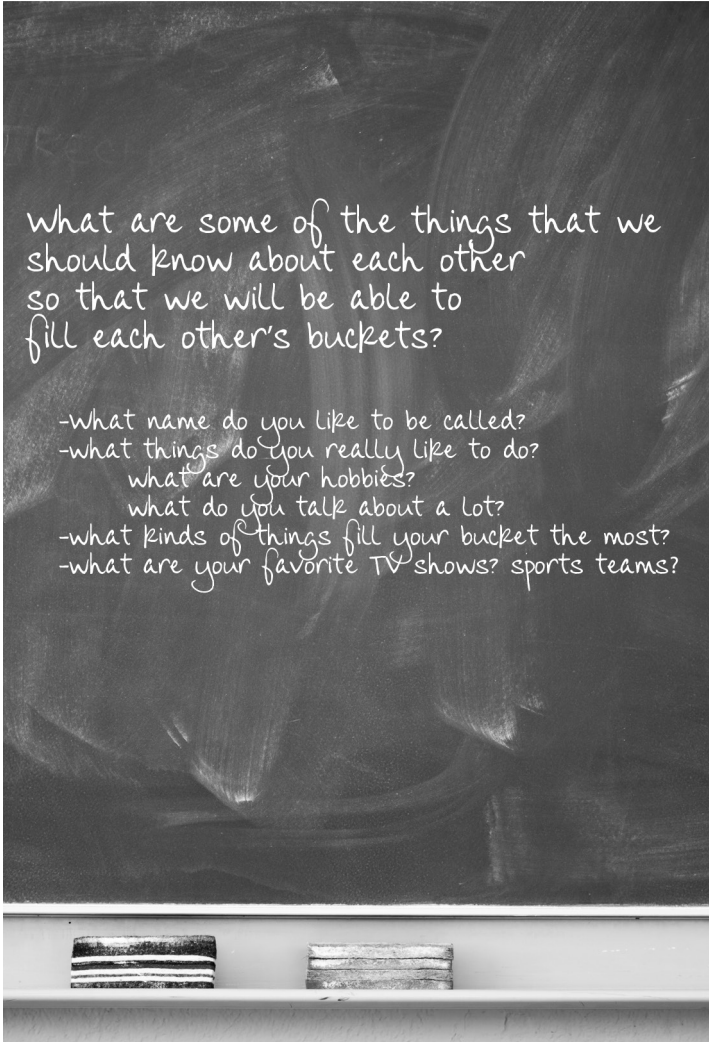 What are some of the things that we
should know about each other
so that we will be able to
fill each other's buckets?
-What name do you like to be called?
-what things do you really like to do?
what are your hobbies?
what do you talk about a lot?
-what kinds of things fill your bucket the most?
-what are your favorite TV shows? sports teams?